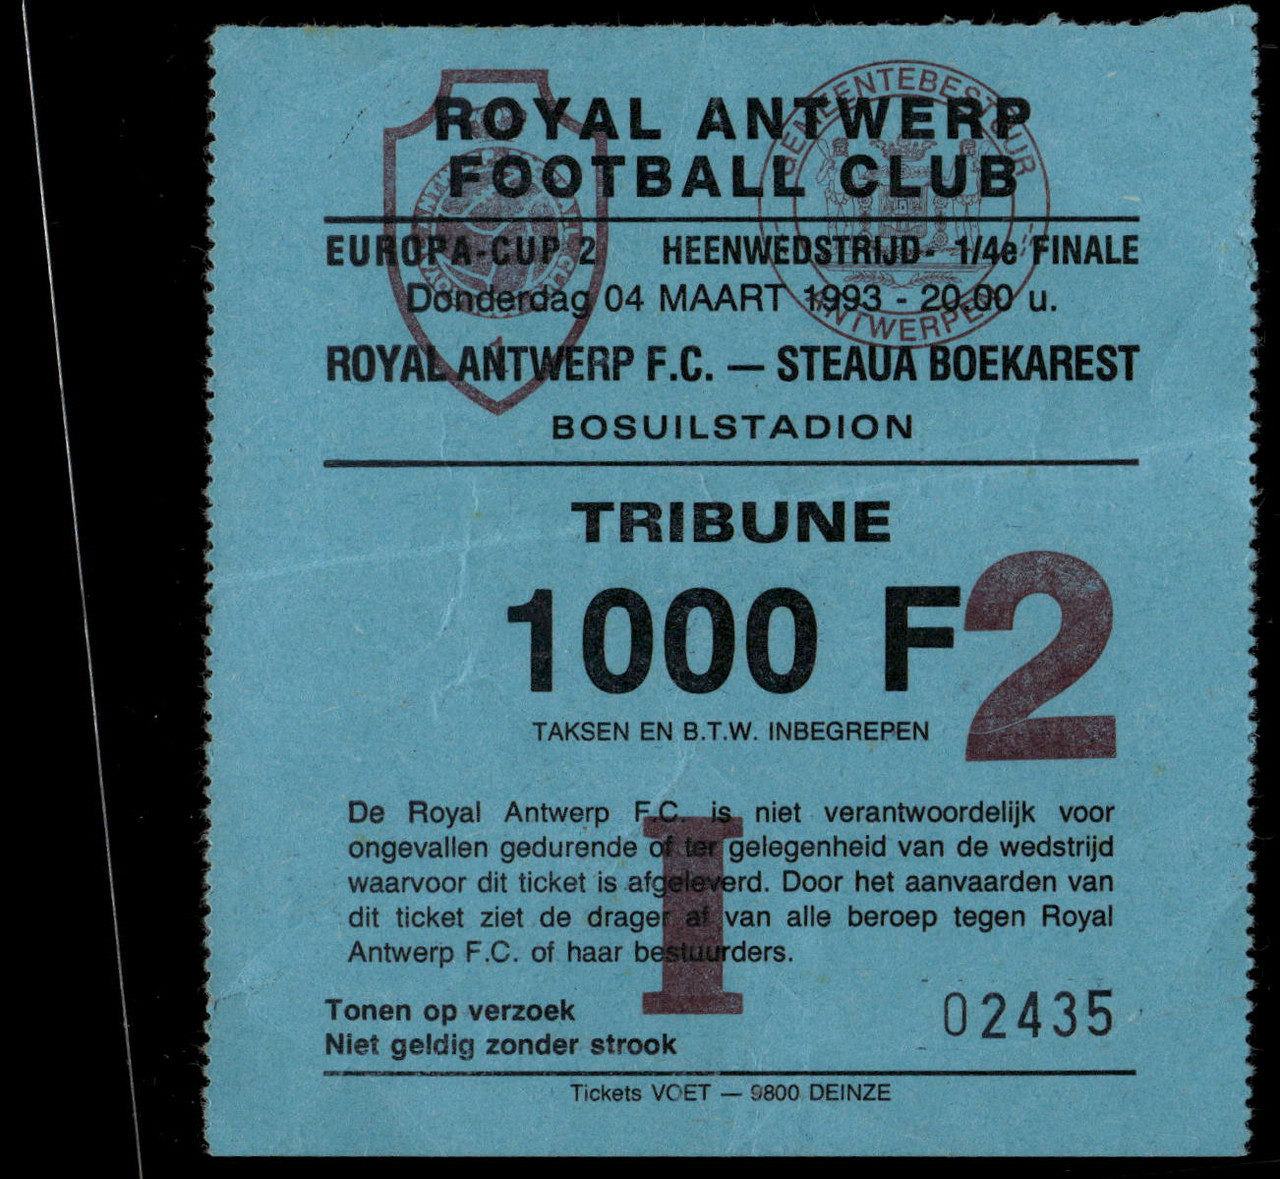 ROYAL ANTWERP
FOOTBALL CLUB
GEMEENTEBESTUUR
ANTWERPEN
EUROPA-CUP 2 HEENWEDSTRIJD- 1/4e FINALE
Donderdag 04 MAART 1993 - 20.00 u.
ROYAL ANTWERP F.C. — STEAUA BOEKAREST
1
BOSUILSTADION
TRIBUNE
1000 F
2
TAKSEN EN B.T.W. INBEGREPEN
De Royal Antwerp F.C. is niet verantwoordelijk voor
ongevallen gedurende of ter gelegenheid van de wedstrijd
waarvoor dit ticket is afgeleverd. Door het aanvaarden van
dit ticket ziet de drager af van alle beroep tegen Royal
Antwerp F.C. of haar bestuurders.
I
Tonen op verzoek
Niet geldig zonder strook
02435
Tickets VOET — 9800 DEINZE